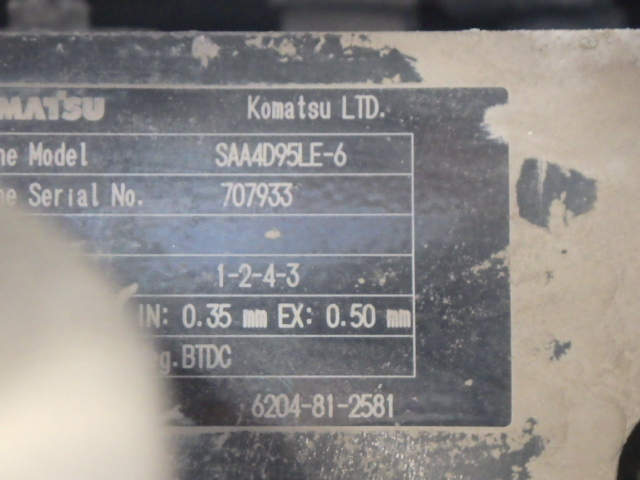 MATSU Komatsu LTD.
ne Model SAA4D95LE-6
ne Serial No. 707933
1-2-4-3
IN: 0.35 mm EX: 0.50 mm
eg.BTDC
6204-81-2581